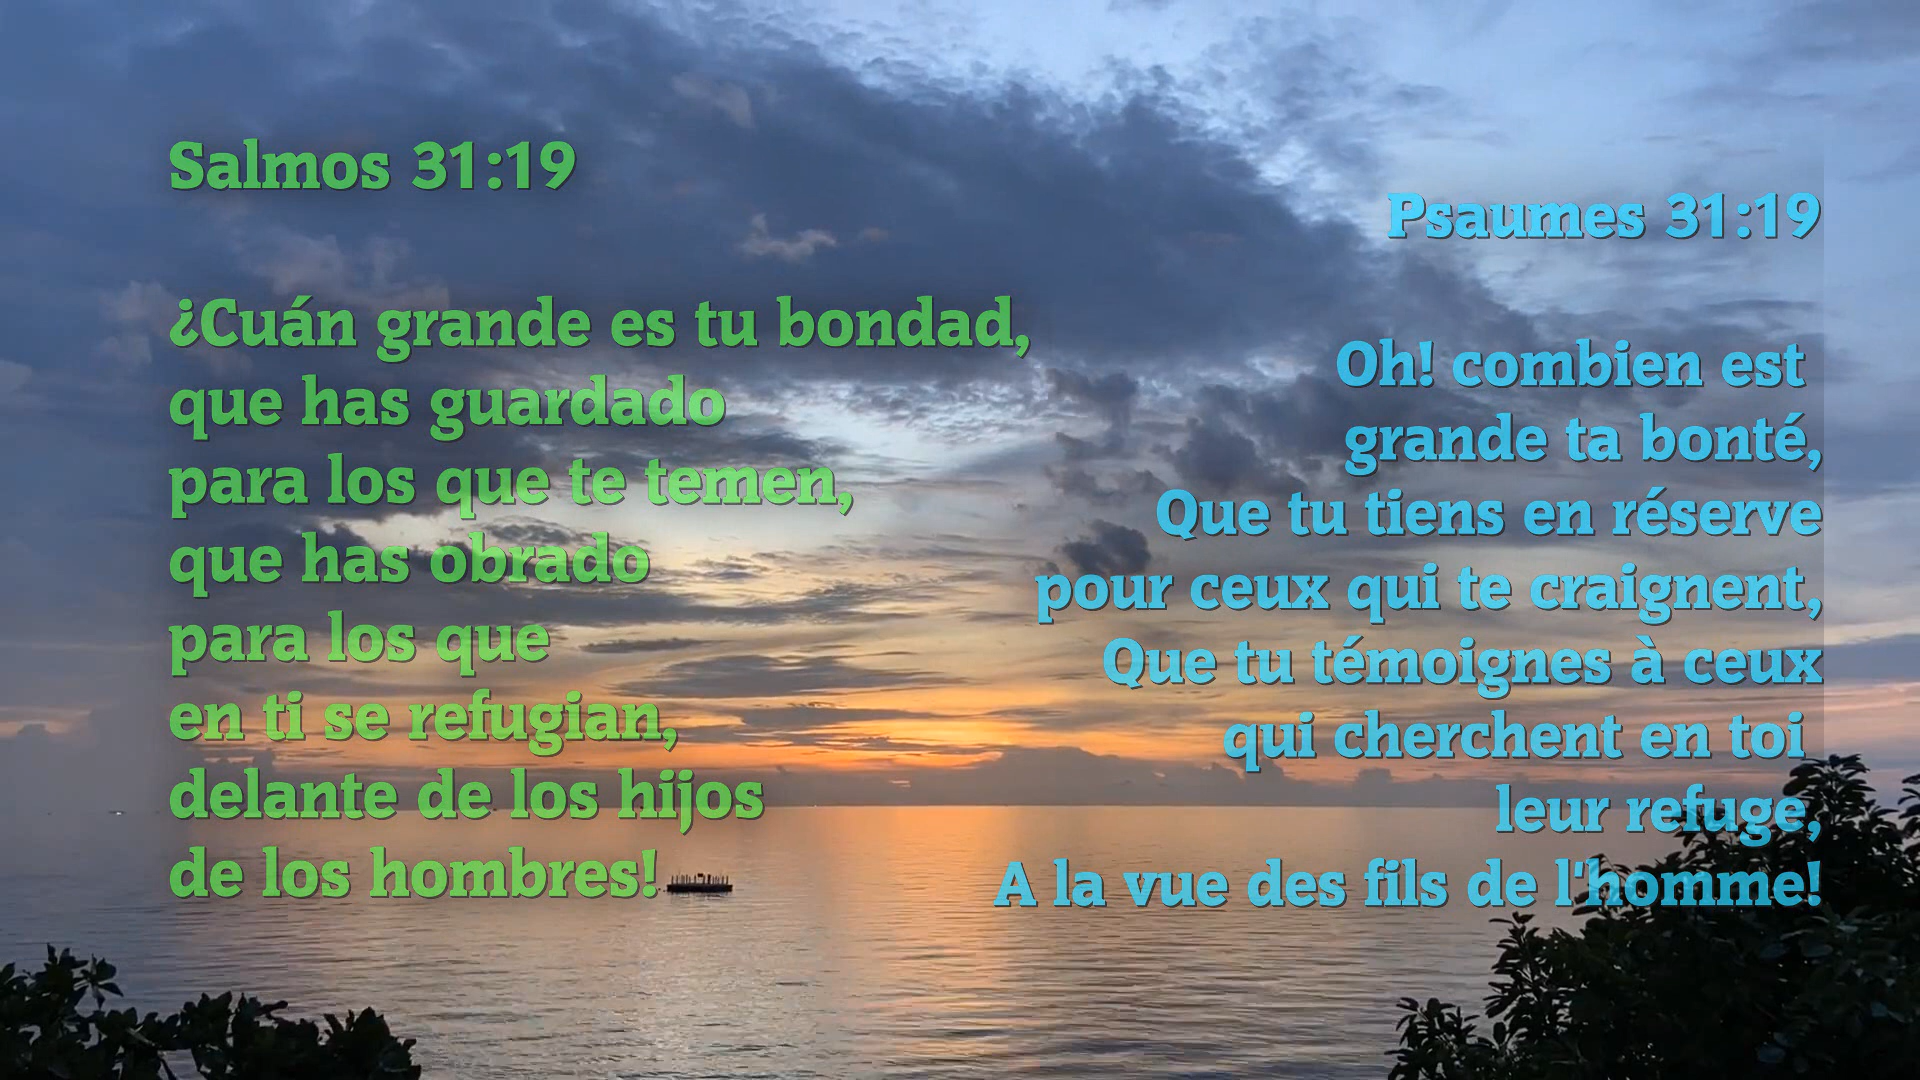 Salmos 31:19
¿Cuán grande es tu bondad,
que has guardado
para los que te temen,
que has obrado
para los que
en ti se refugian,
delante de los hijos
de los hombres!
Psaumes 31:19
Oh! combien est
grande ta bonté,
Que tu tiens en réserve
pour ceux qui te craignent,
Que tu témoignes à ceux
qui cherchent en toi
leur refuge,
A la vue des fils de l'homme!